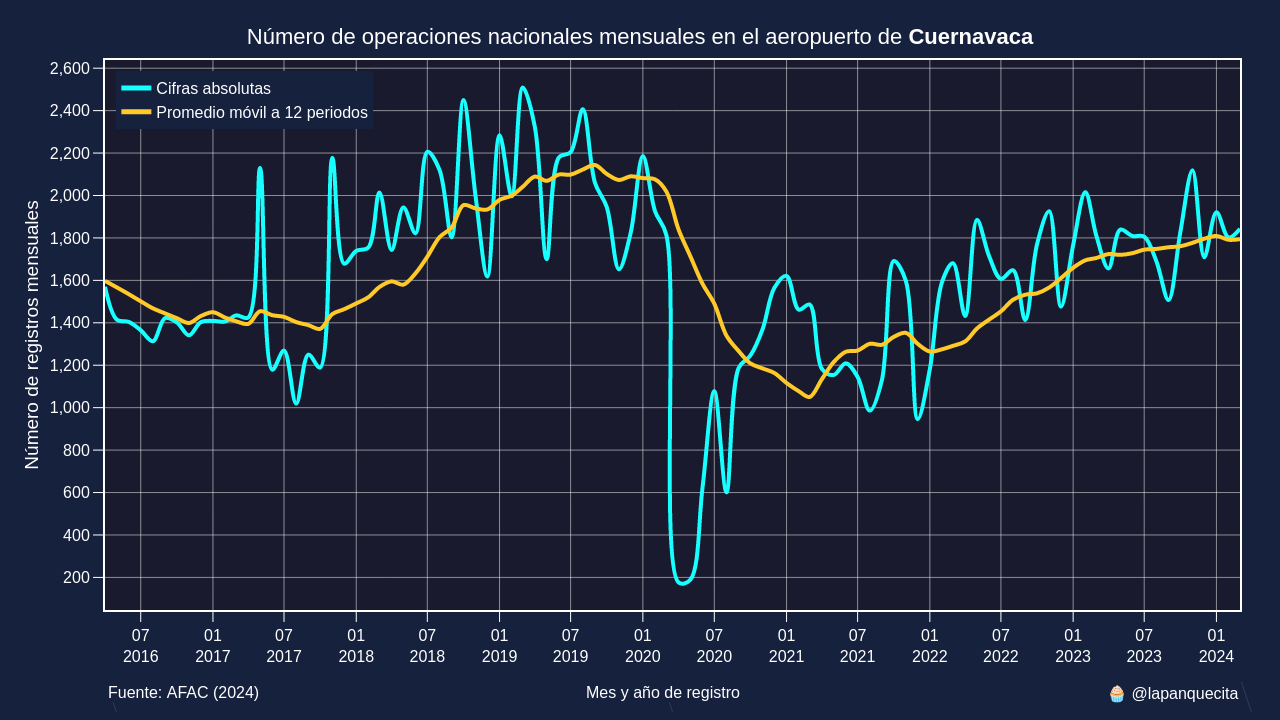 Número de operaciones nacionales mensuales en el aeropuerto de Cuernavaca
Cifras absolutas
Promedio móvil a 12 periodos
Número de registros mensuales
2,600
2,400
2,200
2,000
1,800
1,600
1,400
1,200
1,000
800
600
400
200
07 01 07 01 07 01 07 01 07 01 07 01 07 01 07 01
2016 2017 2017 2018 2018 2019 2019 2020 2020 2021 2021 2022 2022 2023 2023 2024
Fuente: AFAC (2024)
Mes y año de registro
🧁 @lapanquecita